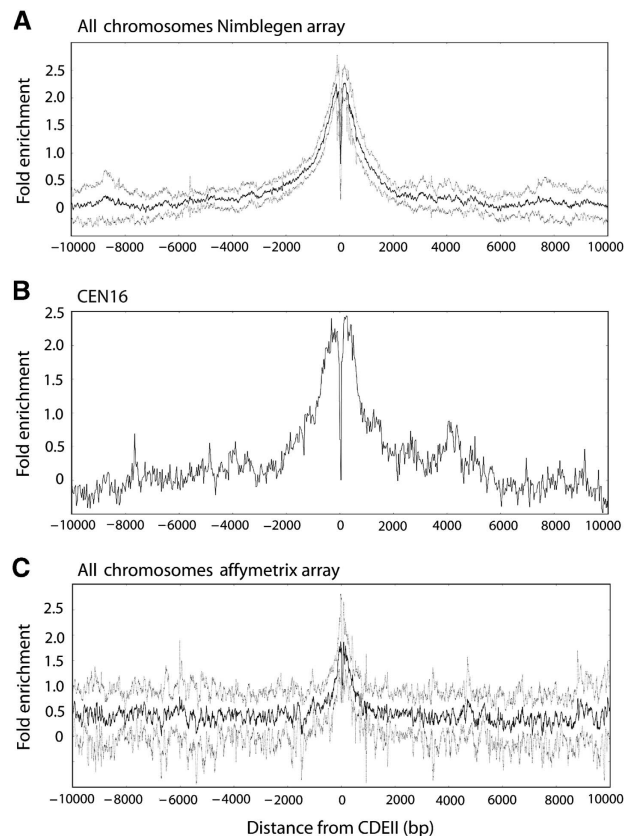 A
All chromosomes Nimblegen array
Fold enrichment
2.5
2.0
1.5
1.0
0.5
0
−10000 −8000 −6000 −4000 −2000 0 2000 4000 6000 8000 10000
B
CEN16
Fold enrichment
2.5
2.0
1.5
1.0
0.5
0
−10000 −8000 −6000 −4000 −2000 0 2000 4000 6000 8000 10000
C
All chromosomes affymetrix array
Fold enrichment
2.5
2.0
1.5
1.0
0.5
0
−10000 −8000 −6000 −4000 −2000 0 2000 4000 6000 8000 10000
Distance from CDEII (bp)